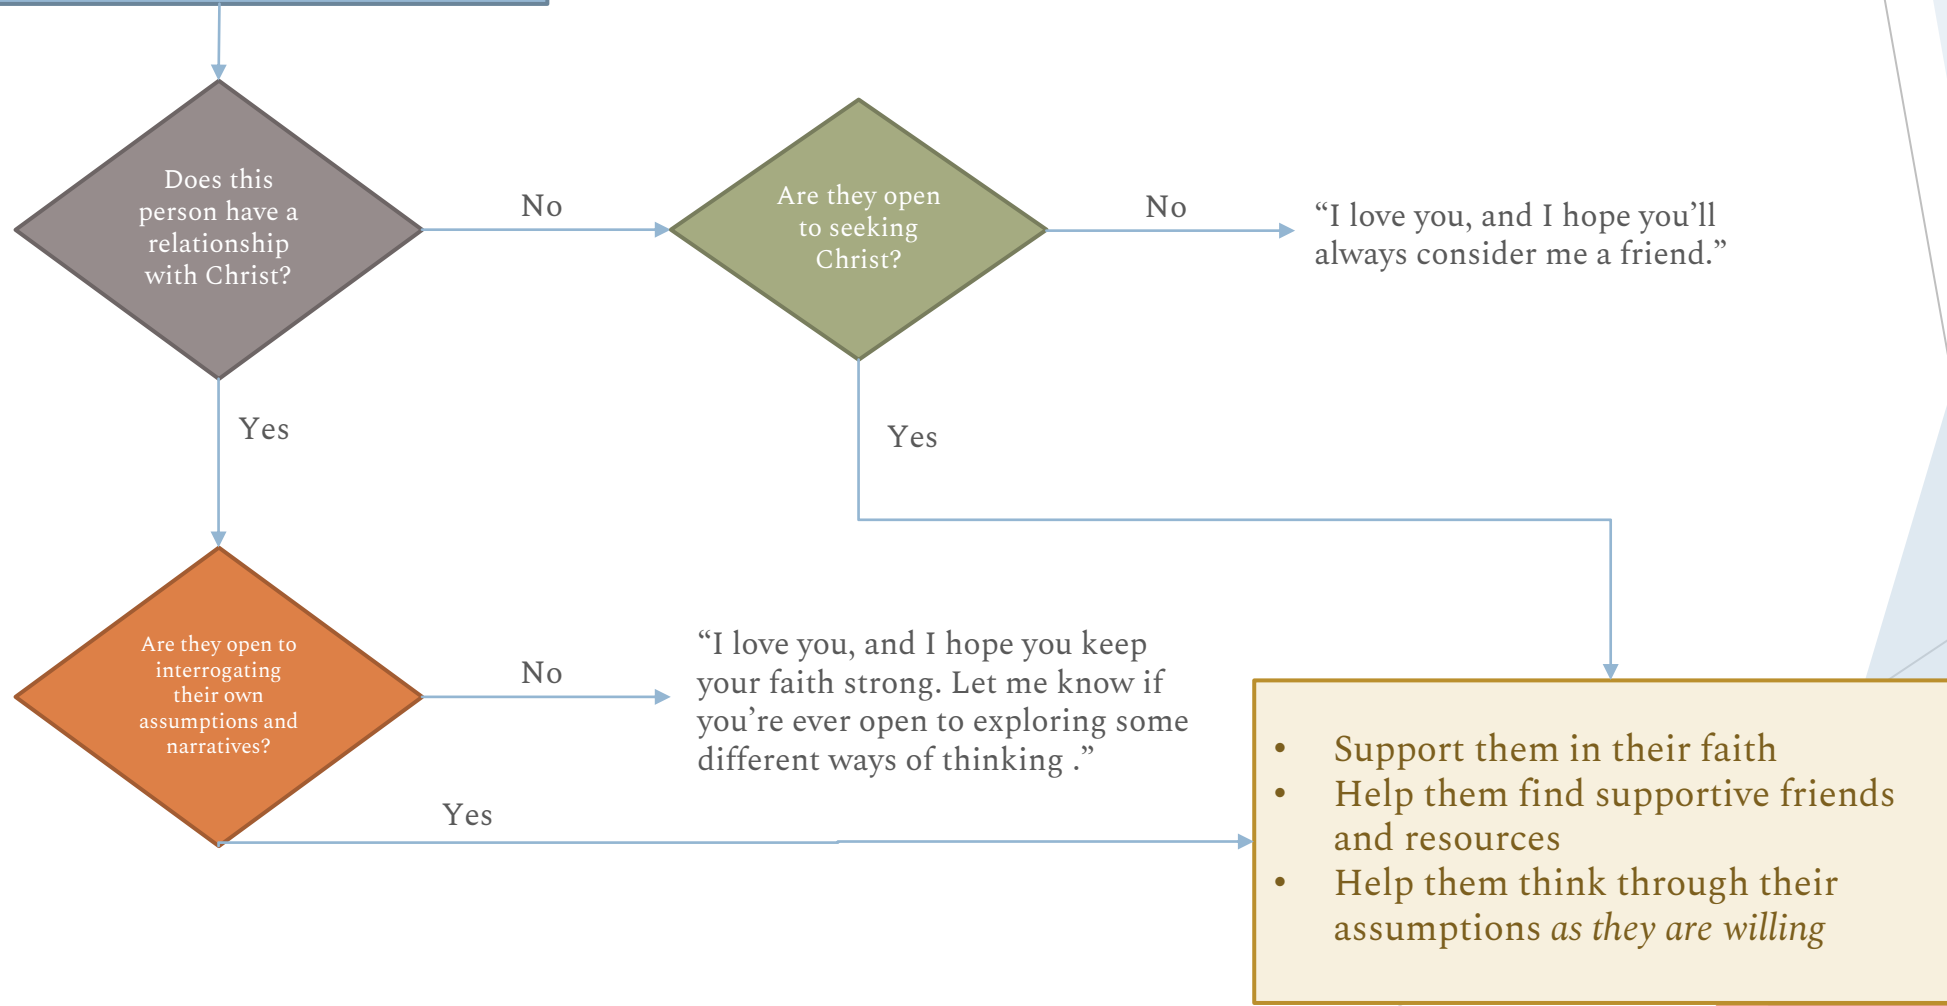 Does this
person have a
relationship
with Christ?
No
Are they open
to seeking
Christ?
No
“I love you, and I hope you’ll
always consider me a friend.”
Yes
Yes
Are they open to
interrogating
their own
assumptions and
narratives?
No
“I love you, and I hope you keep
your faith strong. Let me know if
you’re ever open to exploring some
different ways of thinking .”
Yes
• Support them in their faith
• Help them find supportive friends
and resources
• Help them think through their
assumptions as they are willing